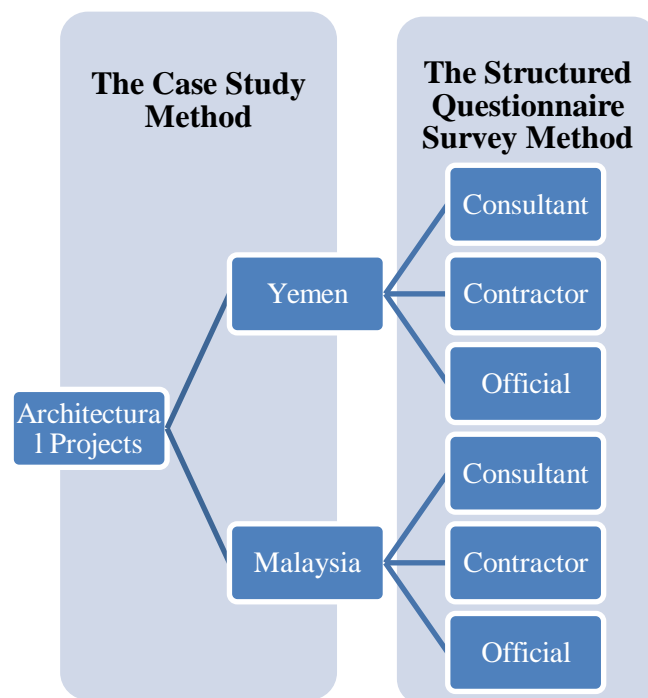 The Case Study
Method
The Structured
Questionnaire
Survey Method
Consultant
Yemen
Contractor
Official
Architectura
l Projects
Consultant
Malaysia
Contractor
Official